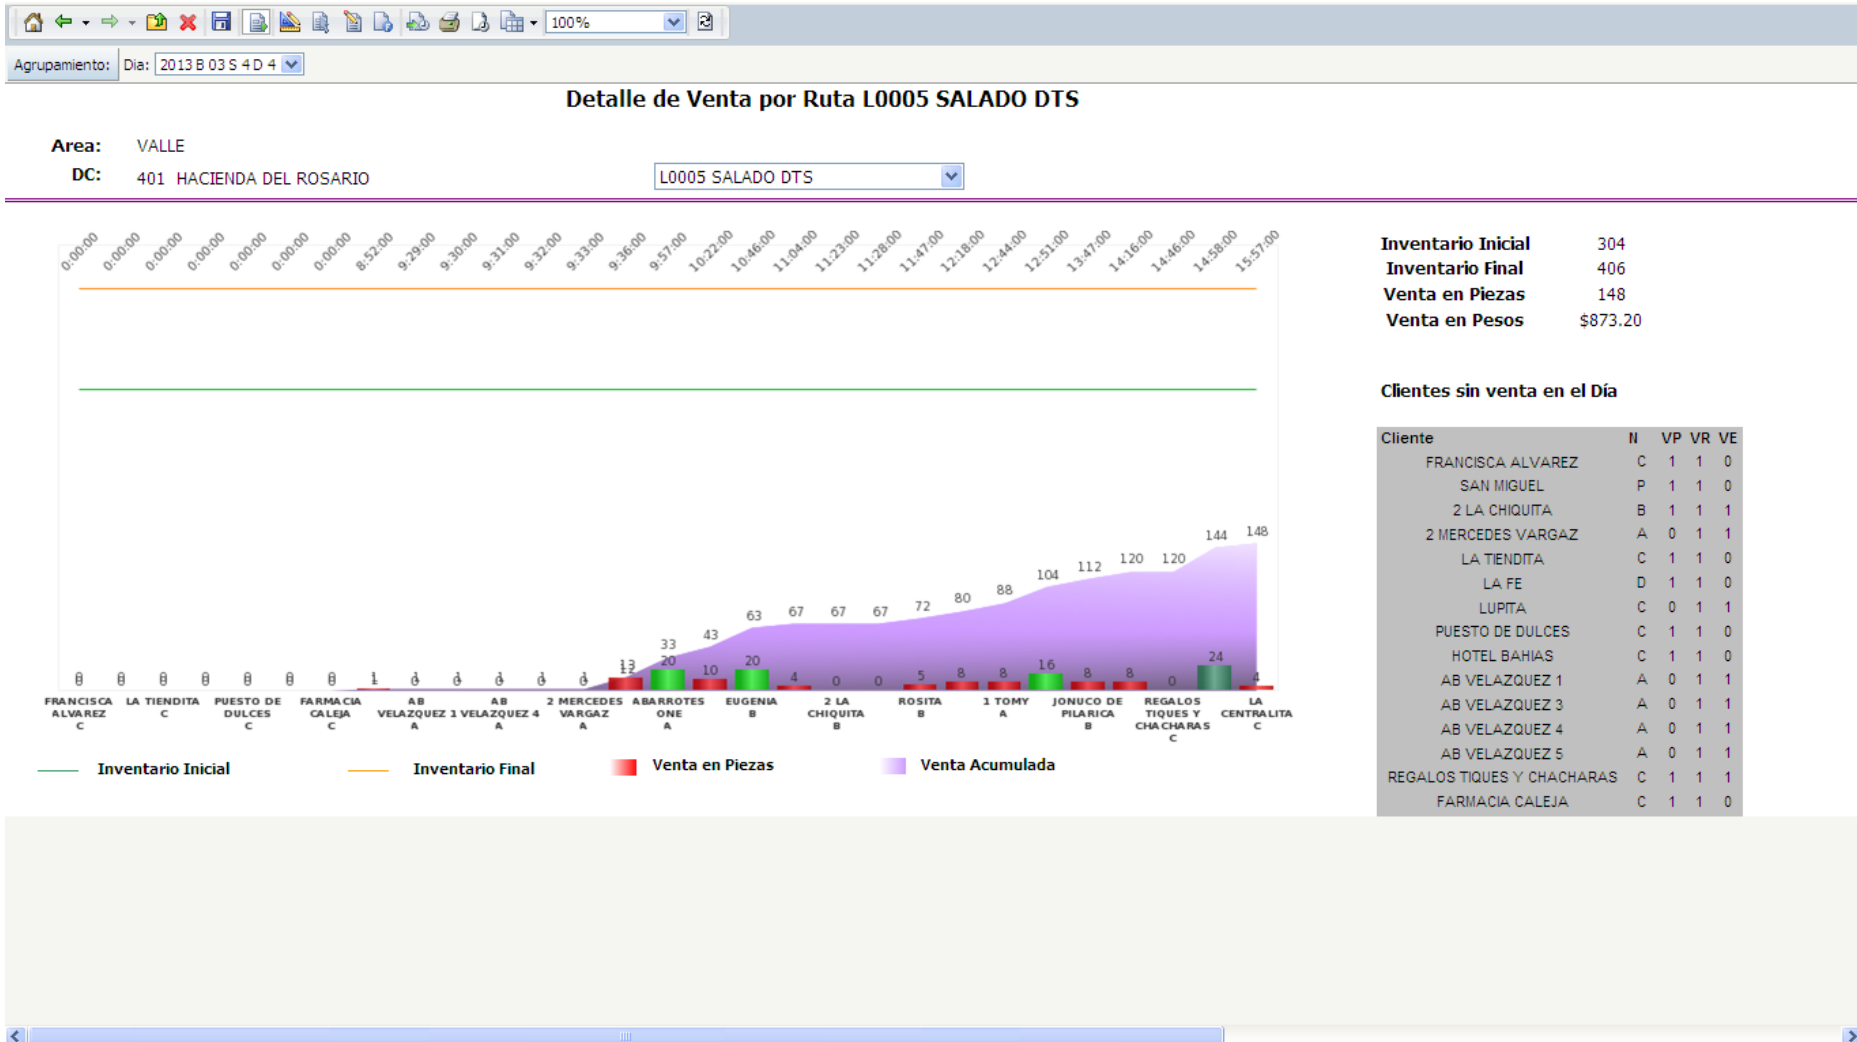 100%
Agrupamiento: Dia: 2013 B 03 S 4 D 4
Detalle de Venta por Ruta L0005 SALADO DTS
Area: VALLE
DC: 401 HACIENDA DEL ROSARIO
L0005 SALADO DTS
0:00:00 0:00:00 0:00:00 0:00:00 0:00:00 0:00:00 0:00:00 8:52:00 9:29:00 9:30:00 9:31:00 9:32:00 9:33:00 9:36:00 9:57:00 10:22:00 10:46:00 11:04:00 11:23:00 11:28:00 11:47:00 12:18:00 12:44:00 12:51:00 13:47:00 14:16:00 14:46:00 14:58:00 15:57:00
144 148
104 112 120 120
63 67 67 67 72 80 88
33 43
13 20 10 20 4 0 0 5 8 8 16 8 8 0 24 4
12
0 0 0 0 0 0 0 1 1 1 1 1 1
FRANCISCA ALVAREZ C
LA TIENDITA C
PUESTO DE DULCES C
FARMACIA CALEJA C
AB VELAZQUEZ 1 A
AB VELAZQUEZ 4 A
2 MERCEDES VARGAZ A
ABARROTES ONE A
EUGENIA B
2 LA CHIQUITA B
ROSITA B
1 TOMY A
JONUCO DE PILARICA B
REGALOS TIQUES Y CHACHARAS C
LA CENTRALITA C
Inventario Inicial Inventario Final Venta en Piezas Venta Acumulada
Inventario Inicial 304
Inventario Final 406
Venta en Piezas 148
Venta en Pesos $873.20
Clientes sin venta en el Día
Cliente N VP VR VE
FRANCISCA ALVAREZ C 1 1 0
SAN MIGUEL P 1 1 0
2 LA CHIQUITA B 1 1 1
2 MERCEDES VARGAZ A 0 1 1
LA TIENDITA C 1 1 0
LA FE D 1 1 0
LUPITA C 0 1 1
PUESTO DE DULCES C 1 1 0
HOTEL BAHIAS C 1 1 0
AB VELAZQUEZ 1 A 0 1 1
AB VELAZQUEZ 3 A 0 1 1
AB VELAZQUEZ 4 A 0 1 1
AB VELAZQUEZ 5 A 0 1 1
REGALOS TIQUES Y CHACHARAS C 1 1 1
FARMACIA CALEJA C 1 1 0